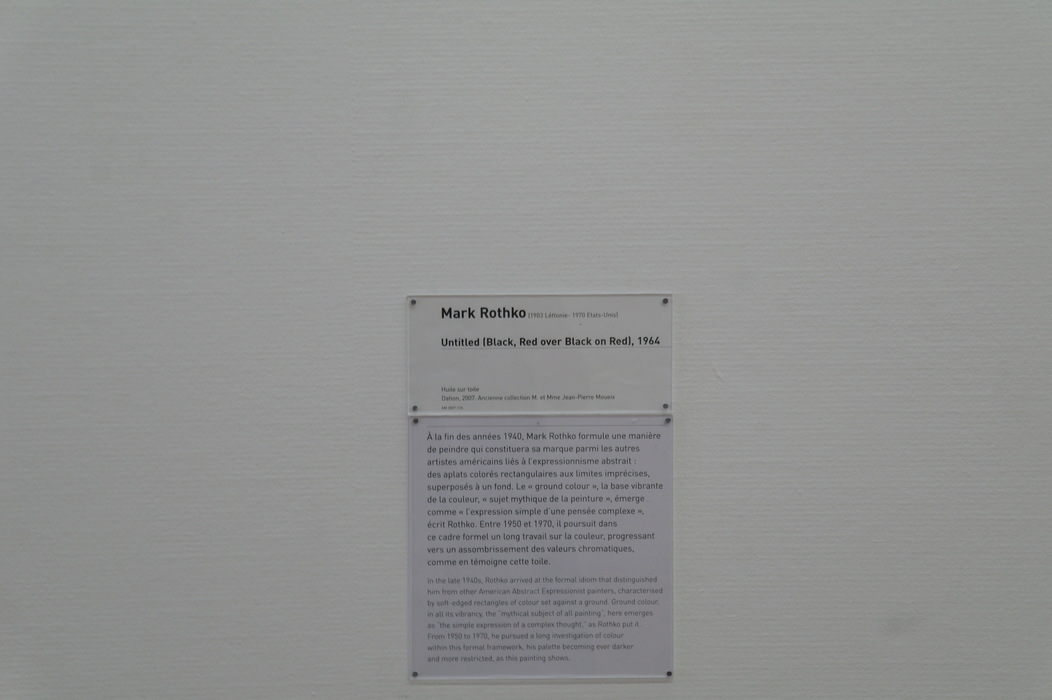 Mark Rothko (1903 Lettonie- 1970 Etats-Unis)
Untitled (Black, Red over Black on Red), 1964
Huile sur toile
Dation, 2007. Ancienne collection M. et Mme Jean-Pierre Moueix
À la fin des années 1940, Mark Rothko formule une manière
de peindre qui constituera sa marque parmi les autres
artistes américains liés à l'expressionnisme abstrait :
des aplats colorés rectangulaires aux limites imprécises,
superposés à un fond. Le « ground colour », la base vibrante
de la couleur, « sujet mythique de la peinture », émerge
comme « l'expression simple d'une pensée complexe »,
écrit Rothko. Entre 1950 et 1970, il poursuit dans
ce cadre formel un long travail sur la couleur, progressant
vers un assombrissement des valeurs chromatiques,
comme en témoigne cette toile.
In the late 1940s, Rothko arrived at the formal idiom that distinguished
him from other American Abstract Expressionist painters, characterised
by soft-edged rectangles of colour set against a ground. Ground colour,
in all its vibrancy, the "mythical subject of all painting", here emerges
as "the simple expression of a complex thought," as Rothko put it.
From 1950 to 1970, he pursued a long investigation of colour
within this formal framework, his palette becoming ever darker
and more restricted, as this painting shows.